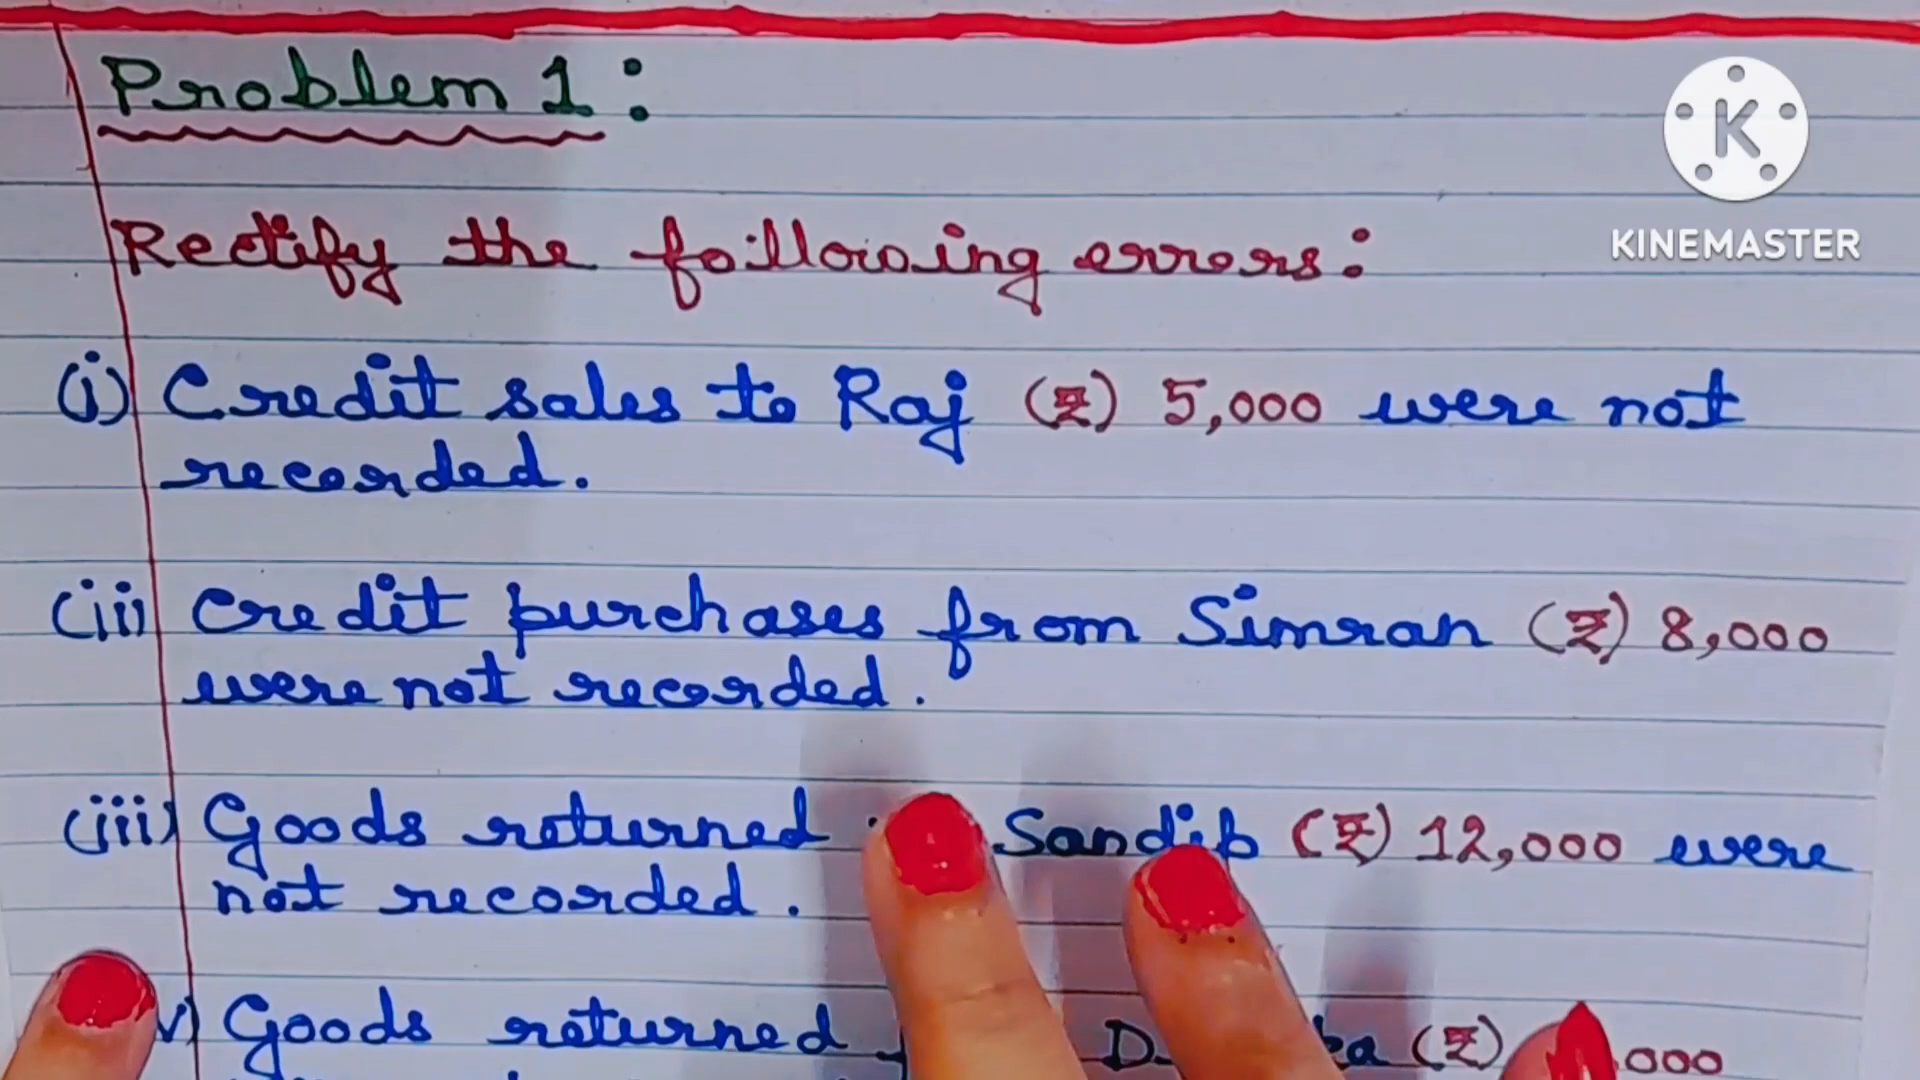 Problem 1:
K
KINEMASTER
Rectify the following errors:
(i) Credit sales to Raj (₹) 5,000 were not
recorded.
(ii) Credit purchases from Simran (₹) 8,000
were not recorded.
(iii) Goods returned Sandip (₹) 12,000 were
not recorded.
Goods returned (₹) 000